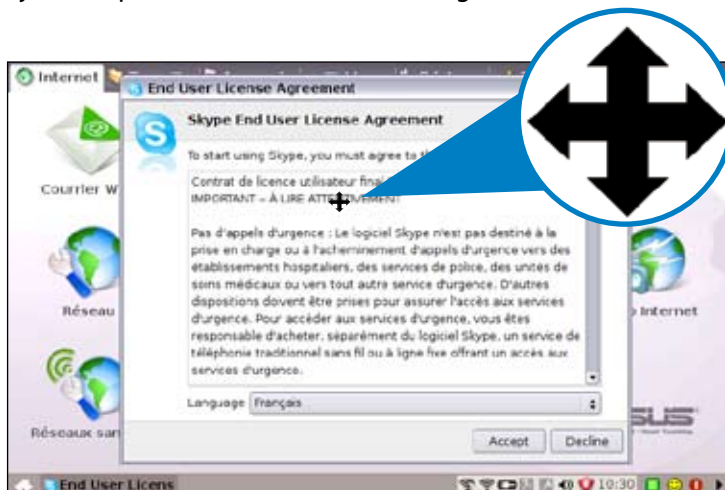 Internet
End User License Agreement
Skype End User License Agreement
To start using Skype, you must agree to
Contrat de licence utilisateur final
IMPORTANT – À LIRE ATTENTIVEMENT
Pas d'appels d'urgence : Le logiciel Skype n'est pas destiné à la
prise en charge ou à l'acheminement d'appels d'urgence vers des
établissements hospitaliers, des services de police, des unités de
soins médicaux ou vers tout autre service d'urgence. D'autres
dispositions doivent être prises pour assurer l'accès aux services
d'urgence. Pour accéder aux services d'urgence, vous êtes
responsable d'acheter, séparément du logiciel Skype, un service de
téléphonie traditionnel sans fil ou à ligne fixe offrant un accès aux
services d'urgence.
Language Français
Accept Decline
Courrier W
Réseau
Internet
Réseaux san
End User Licens
10:30